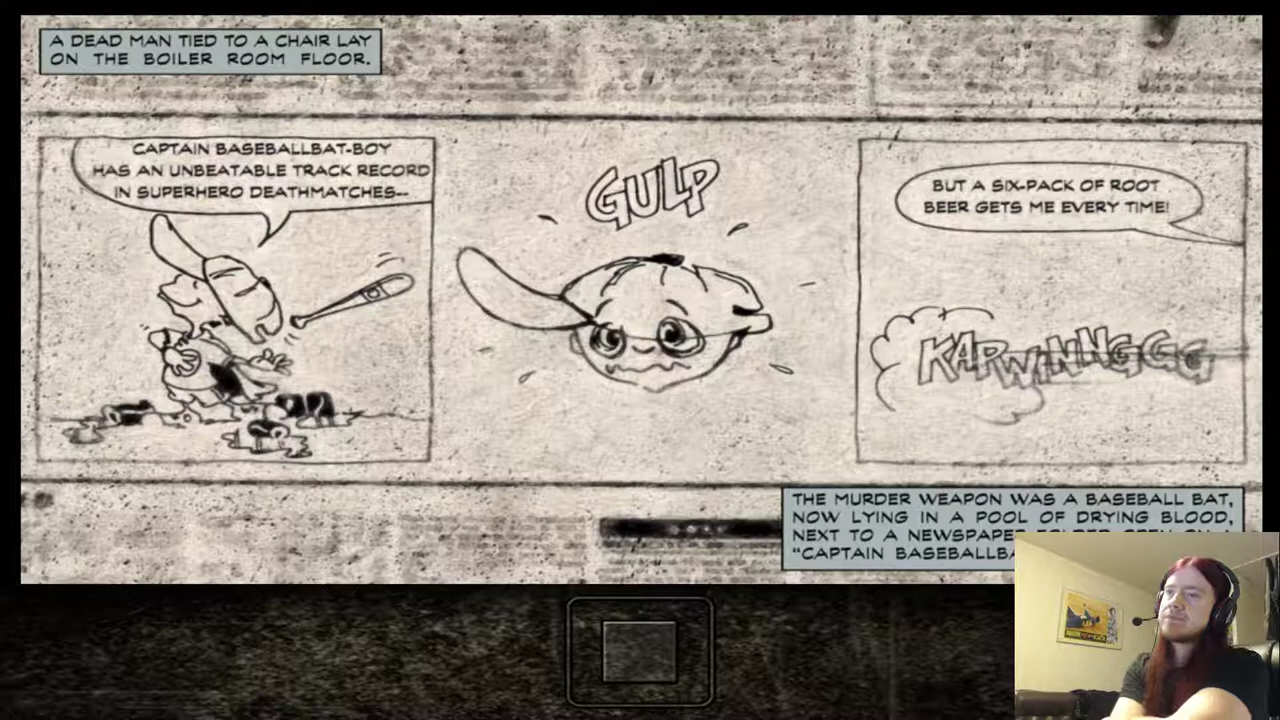 A DEAD MAN TIED TO A CHAIR LAY
ON THE BOILER ROOM FLOOR.
CAPTAIN BASEBALLBAT-BOY
HAS AN UNBEATABLE TRACK RECORD
IN SUPERHERO DEATHMATCHES--
GULP
BUT A SIX-PACK OF ROOT
BEER GETS ME EVERY TIME!
KAPWINNGGG
THE MURDER WEAPON WAS A BASEBALL BAT,
NOW LYING IN A POOL OF DRYING BLOOD,
NEXT TO A NEWSPAPER
"CAPTAIN